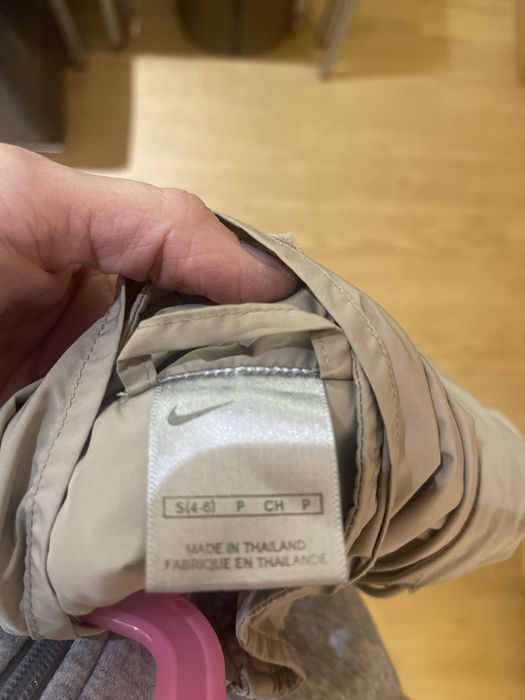 S(4-6) P CH P
MADE IN THAILAND
FABRIQUE EN THAILANDE